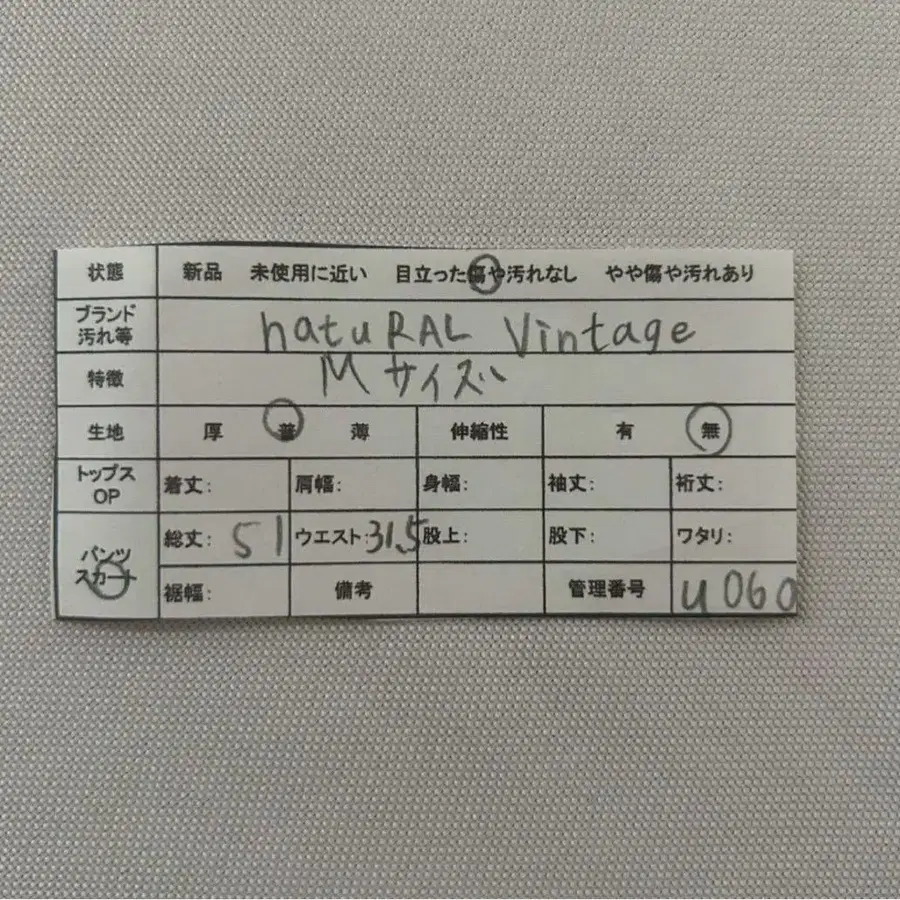 状態 新品 未使用に近い 目立った傷や汚れなし やや傷や汚れあり
ブランド
汚れ等
natuRAL Vintage
特徴 Mサイズ
生地 厚 普 薄 伸縮性 有 無
トップス
OP
着丈: 肩幅: 身幅: 袖丈: 裄丈:
パンツ
スカート
総丈: 51 ウエスト:31.5 股上: 股下: ワタリ:
裾幅: 備考 管理番号 u060